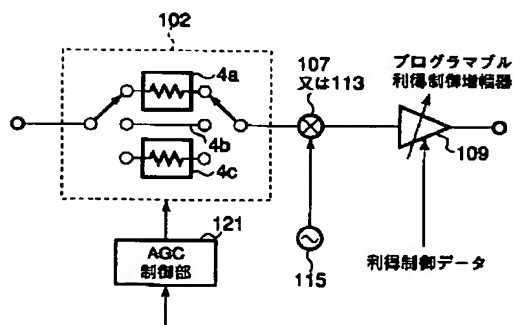 102
4a
4b
4c
107
又は113
プログラマブル
利得制御増幅器
109
121
AGC
制御部
115
利得制御データ